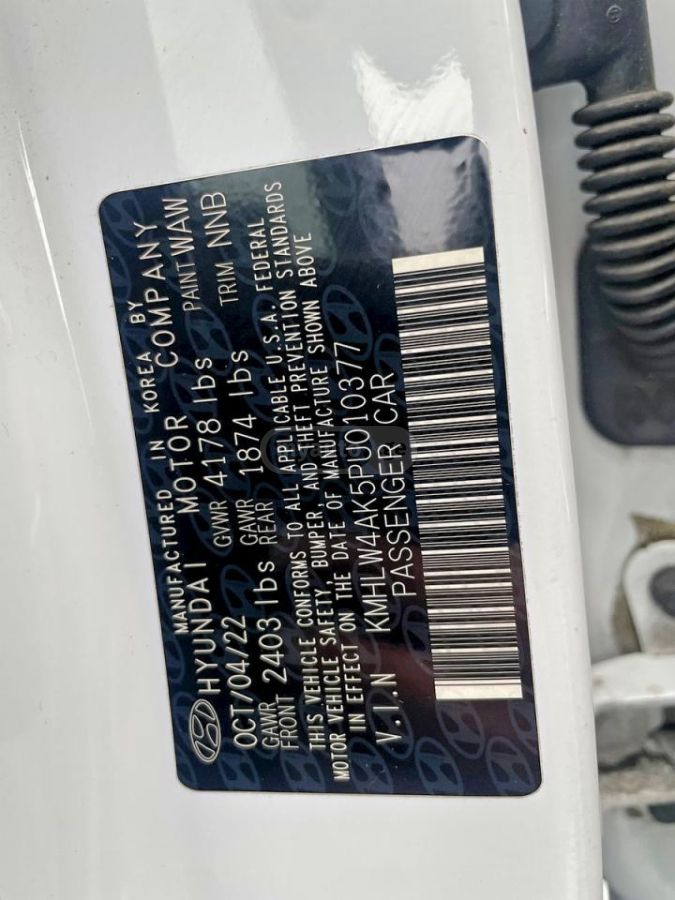 MANUFACTURED IN KOREA BY
HYUNDAI MOTOR COMPANY
OCT/04/22 GVWR 4178 lbs PAINT WAW
GAWR FRONT 2403 lbs GAWR REAR 1874 lbs TRIM NNB
THIS VEHICLE CONFORMS TO ALL APPLICABLE U.S.A. FEDERAL
MOTOR VEHICLE SAFETY, BUMPER, AND THEFT PREVENTION STANDARDS
IN EFFECT ON THE DATE OF MANUFACTURE SHOWN ABOVE
V.I.N KMHLW4AK5PU010377
PASSENGER CAR